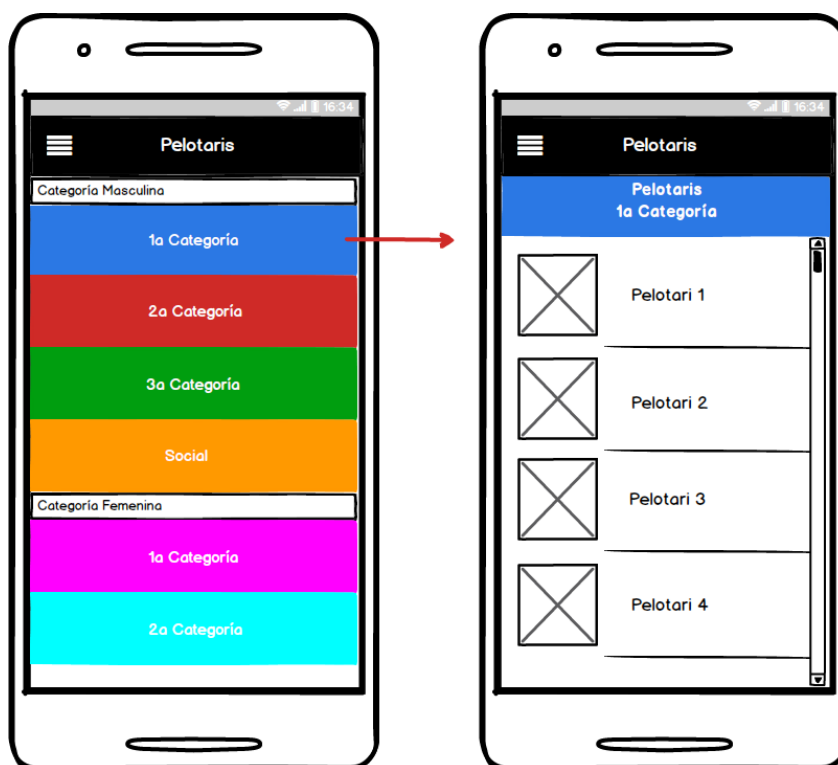 16:34
Pelotaris
Categoría Masculina
1a Categoría
2a Categoría
3a Categoría
Social
Categoría Femenina
1a Categoría
2a Categoría
16:34
Pelotaris
Pelotaris
1a Categoría
Pelotari 1
Pelotari 2
Pelotari 3
Pelotari 4